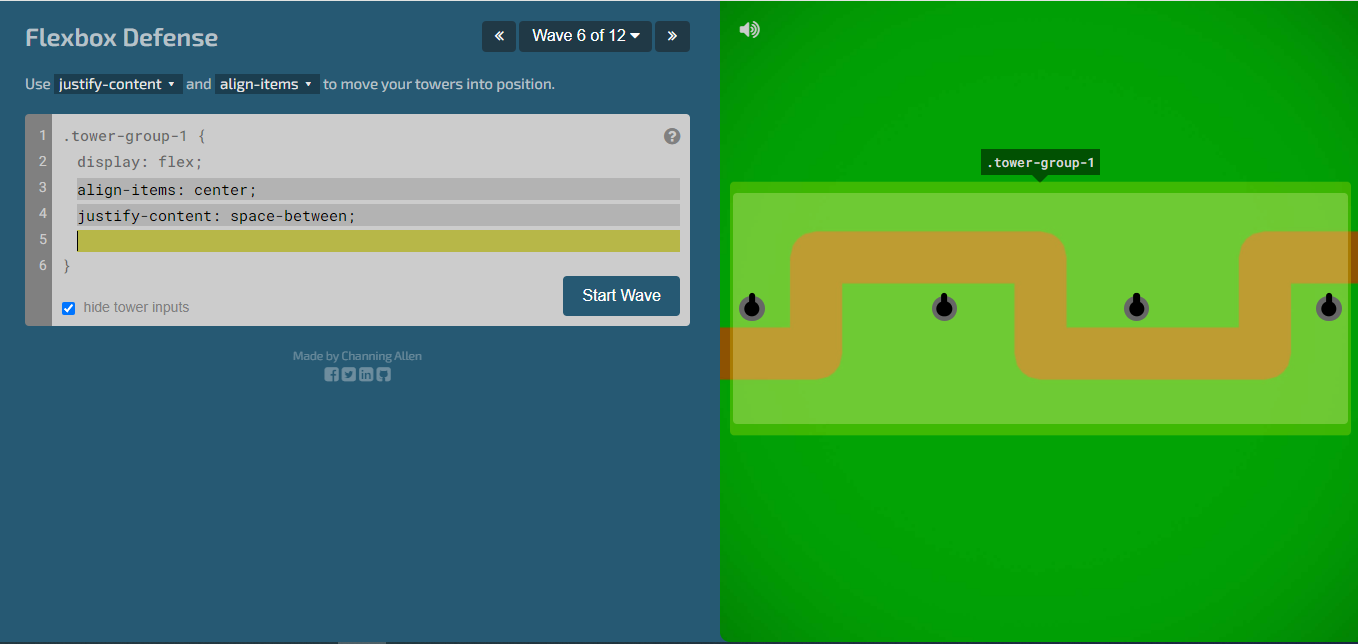 Flexbox Defense
« Wave 6 of 12 »
Use justify-content and align-items to move your towers into position.
1 .tower-group-1 {
2 display: flex;
3 align-items: center;
4 justify-content: space-between;
5
6 }
?
hide tower inputs
Start Wave
Made by Channing Allen
.tower-group-1